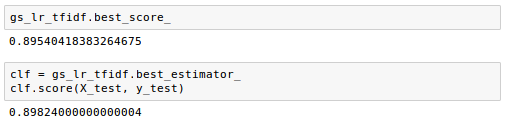 gs_lr_tfidf.best_score_
0.89540418383264675
clf = gs_lr_tfidf.best_estimator_
clf.score(X_test, y_test)
0.89824000000000004